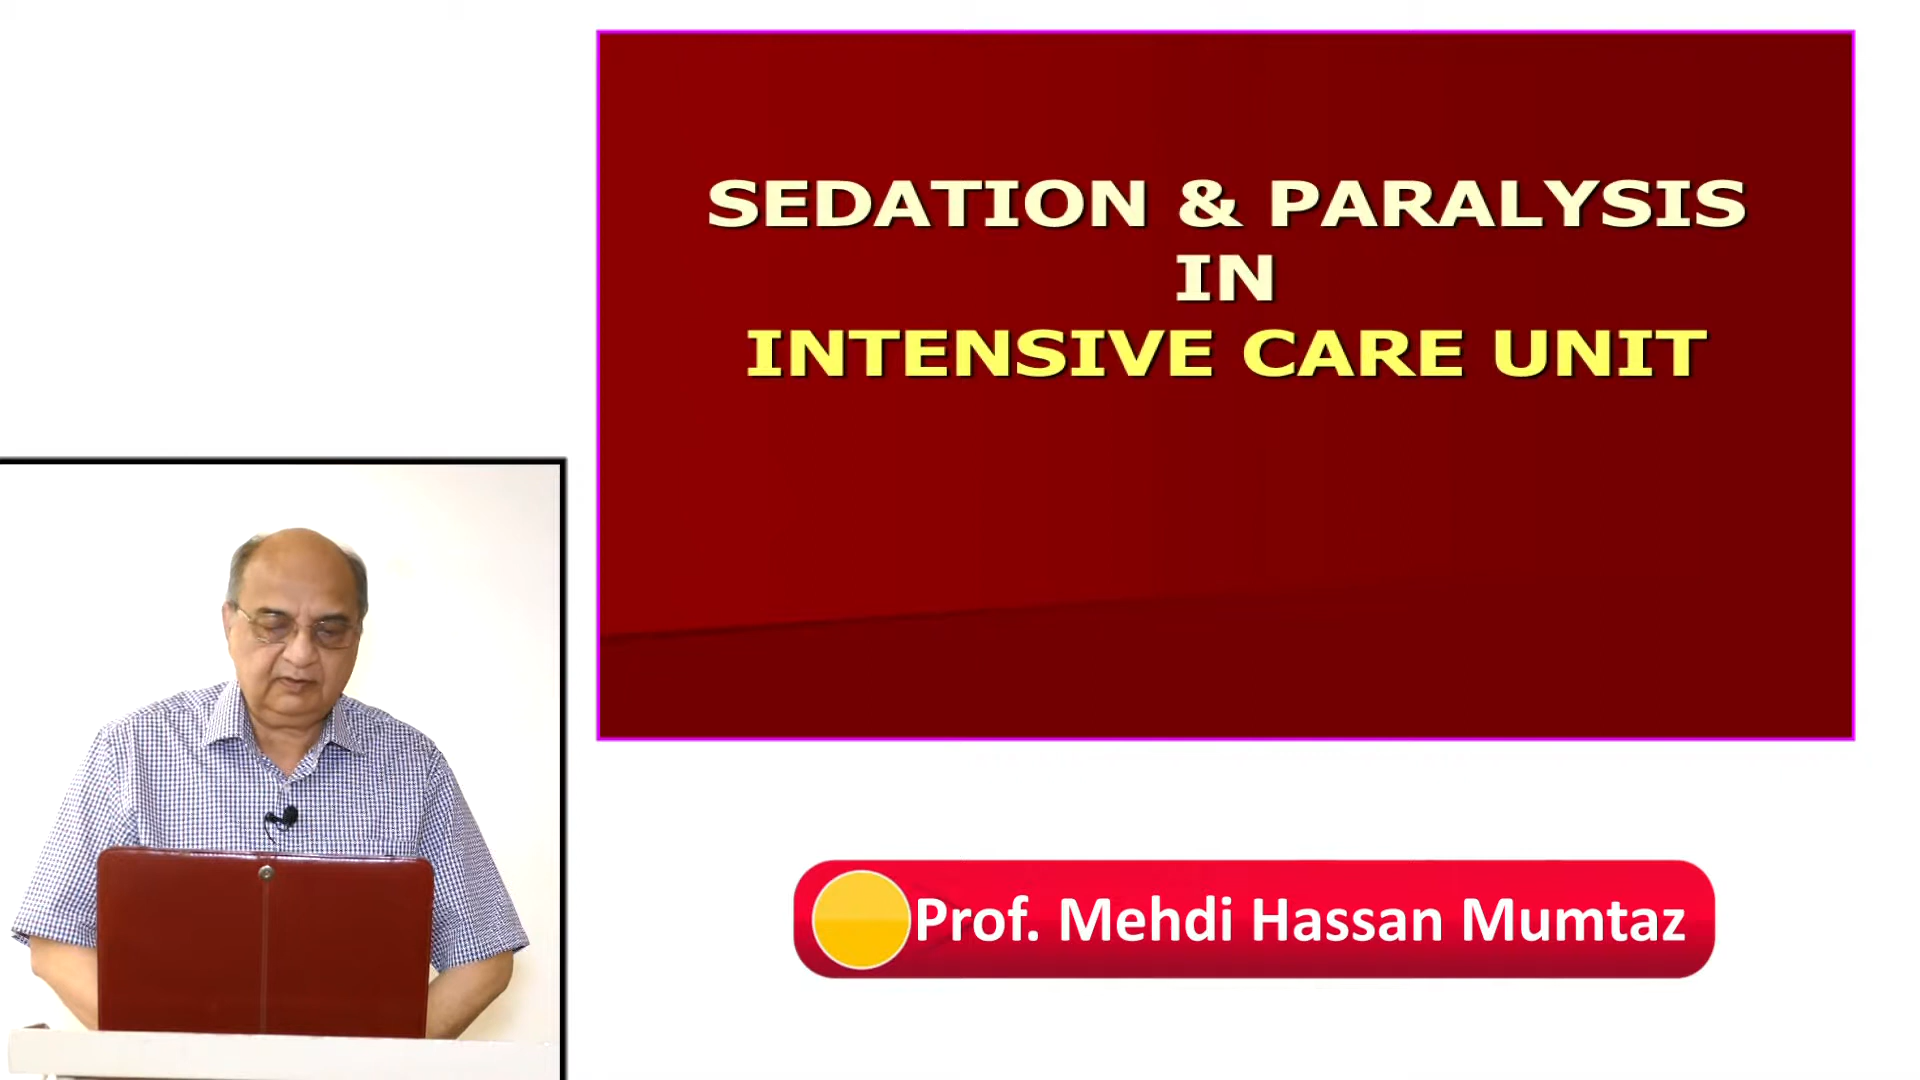 SEDATION & PARALYSIS
IN
INTENSIVE CARE UNIT
Prof. Mehdi Hassan Mumtaz